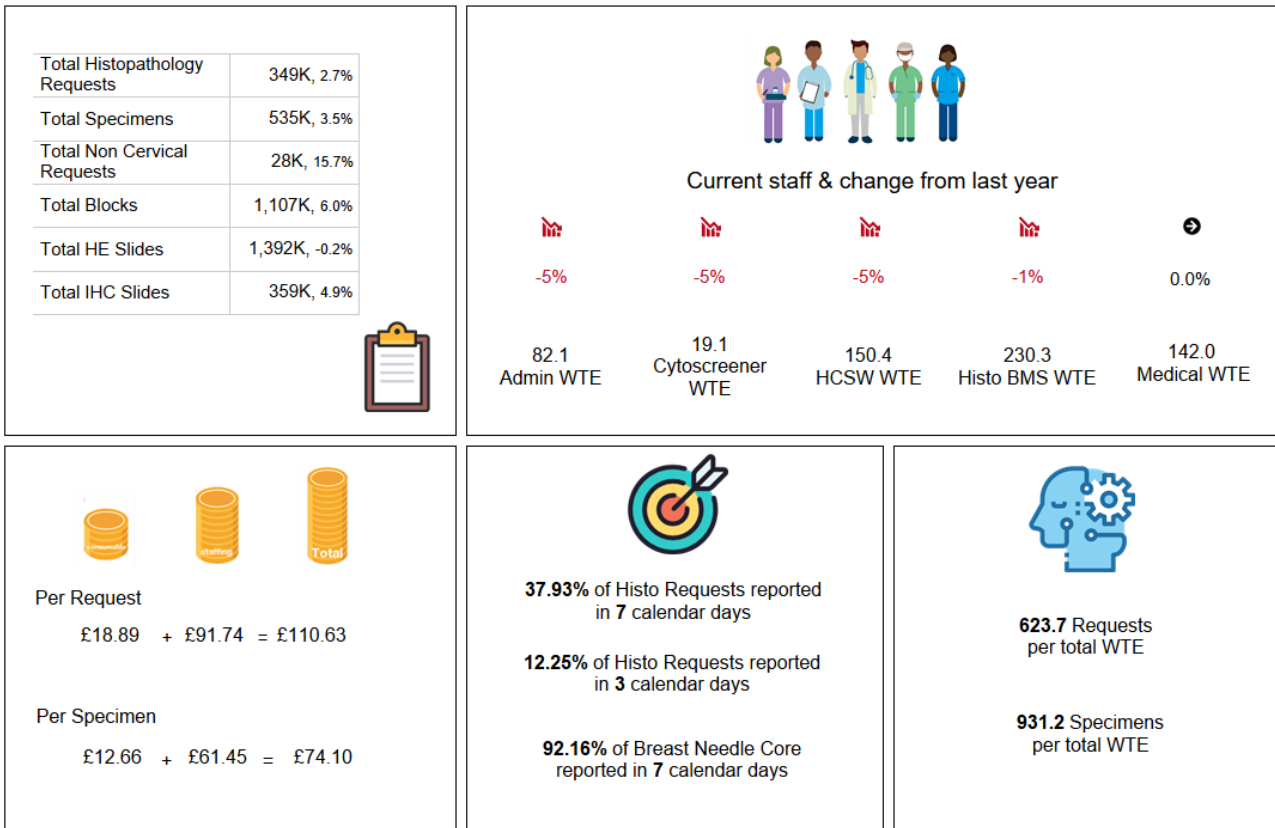 Total Histopathology
Requests
349K, 2.7%
Total Specimens
535K, 3.5%
Total Non Cervical
Requests
28K, 15.7%
Total Blocks
1,107K, 6.0%
Total HE Slides
1,392K, -0.2%
Total IHC Slides
359K, 4.9%
Current staff & change from last year
-5%
-5%
-5%
-1%
0.0%
82.1
Admin WTE
19.1
Cytoscreener
WTE
150.4
HCSW WTE
230.3
Histo BMS WTE
142.0
Medical WTE
consumable
staffing
Total
Per Request
£18.89 + £91.74 = £110.63
Per Specimen
£12.66 + £61.45 = £74.10
37.93% of Histo Requests reported
in 7 calendar days
12.25% of Histo Requests reported
in 3 calendar days
92.16% of Breast Needle Core
reported in 7 calendar days
623.7 Requests
per total WTE
931.2 Specimens
per total WTE